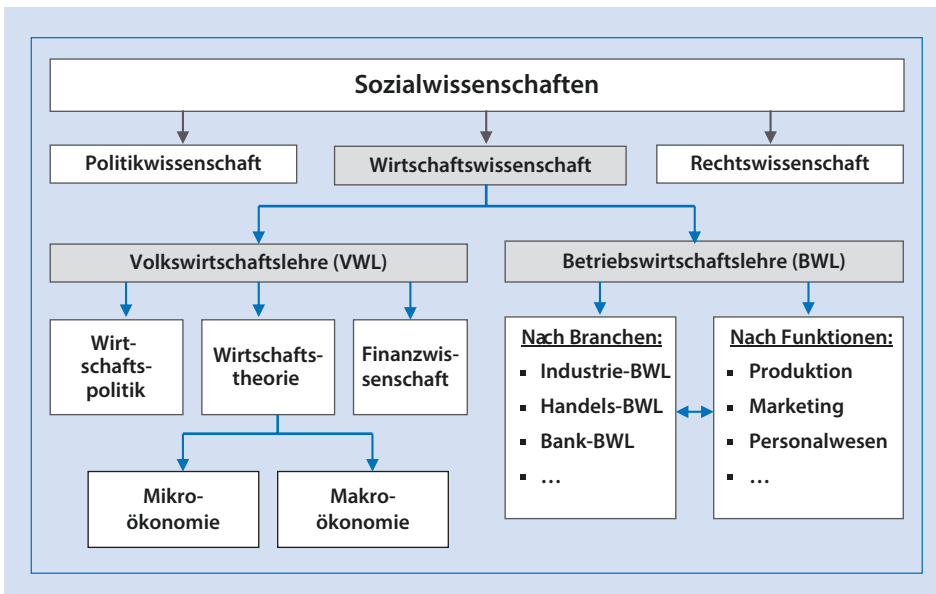 Sozialwissenschaften
Politikwissenschaft
Wirtschaftswissenschaft
Rechtswissenschaft
Volkswirtschaftslehre (VWL)
Betriebswirtschaftslehre (BWL)
Wirt-
schafts-
politik
Wirtschafts-
theorie
Finanzwis-
senschaft
Mikro-
ökonomie
Makro-
ökonomie
Nach Branchen:
▪ Industrie-BWL
▪ Handels-BWL
▪ Bank-BWL
▪ …
Nach Funktionen:
▪ Produktion
▪ Marketing
▪ Personalwesen
▪ …